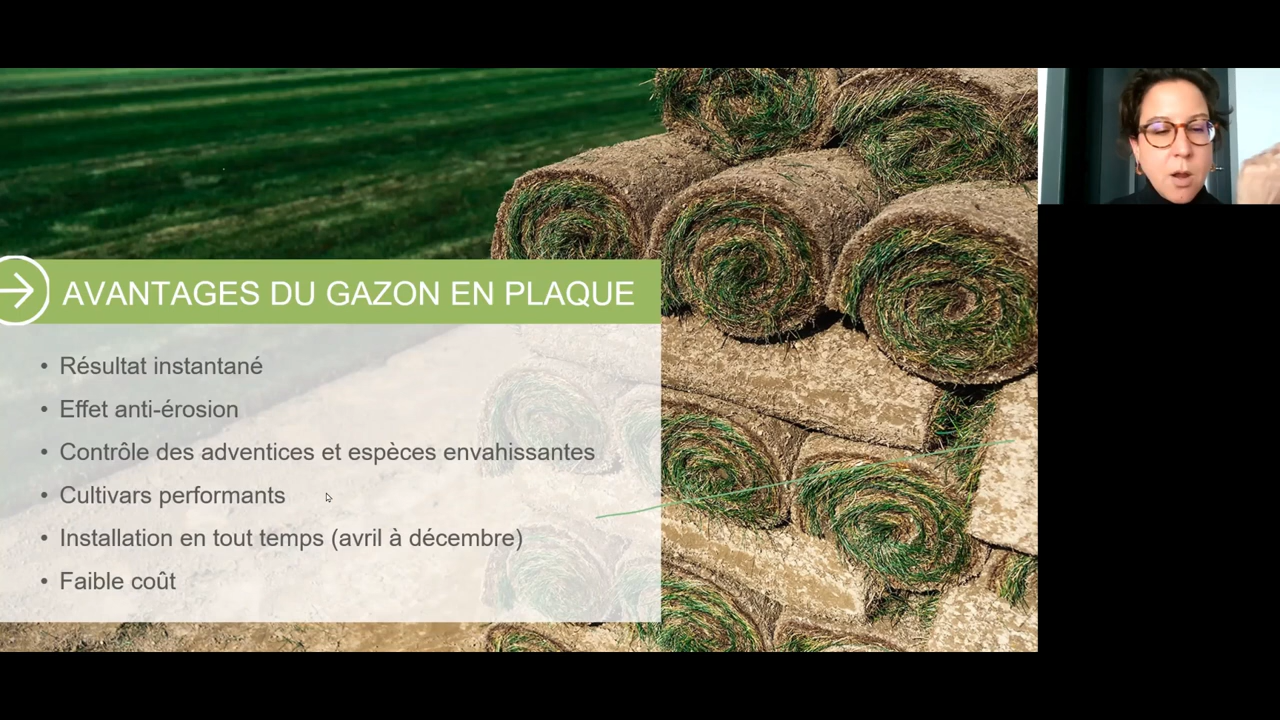 AVANTAGES DU GAZON EN PLAQUE
• Résultat instantané
• Effet anti-érosion
• Contrôle des adventices et espèces envahissantes
• Cultivars performants
• Installation en tout temps (avril à décembre)
• Faible coût